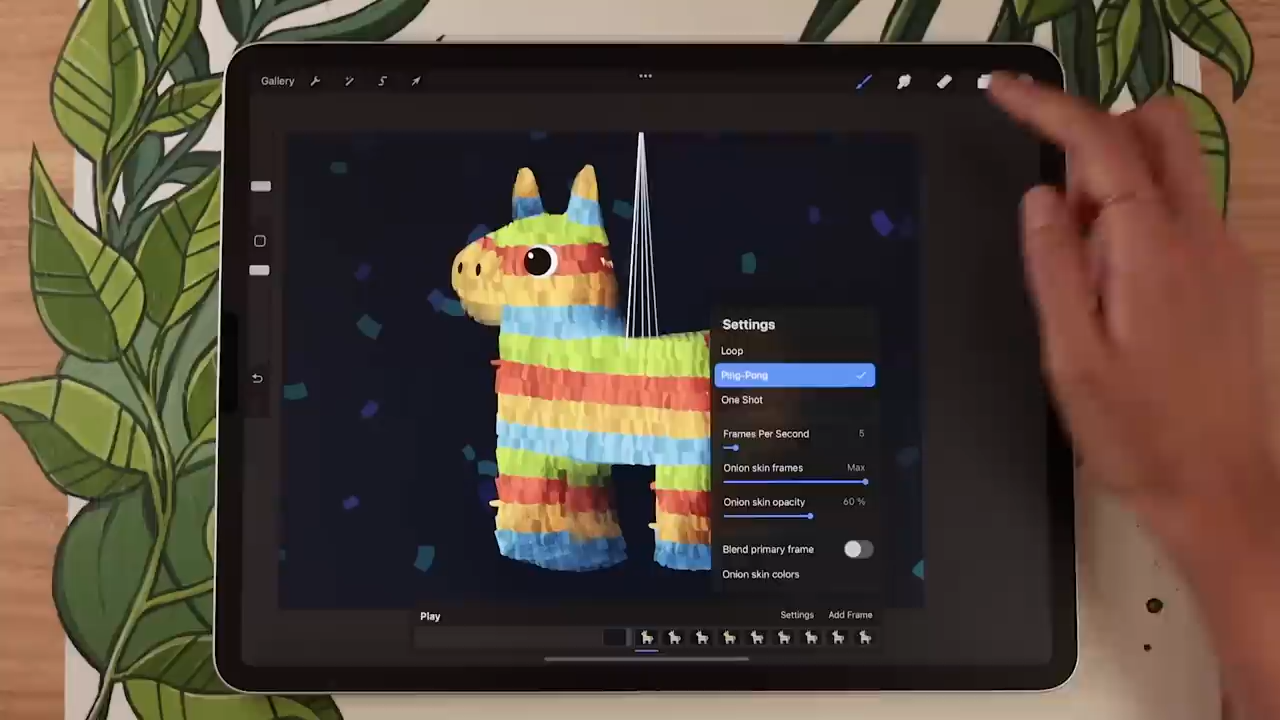 Gallery
Settings
Loop
Ping-Pong
One Shot
Frames Per Second 5
Onion skin frames Max
Onion skin opacity 60 %
Blend primary frame
Onion skin colors
Play Settings Add Frame